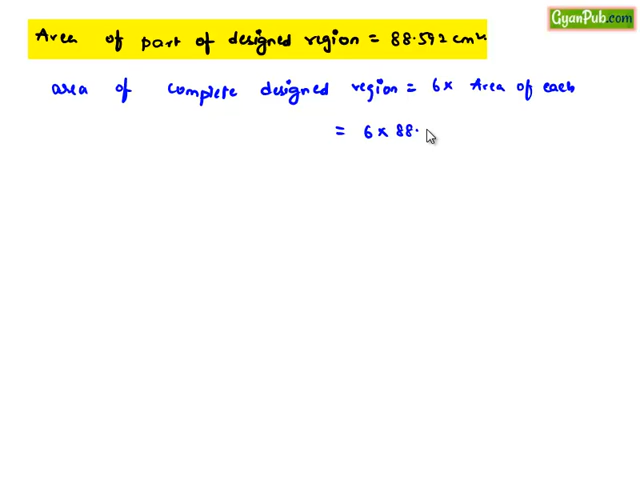 GyanPub.com
Area of part of designed region = 88.592 cm²
area of complete designed region = 6× Area of each
= 6 × 88.